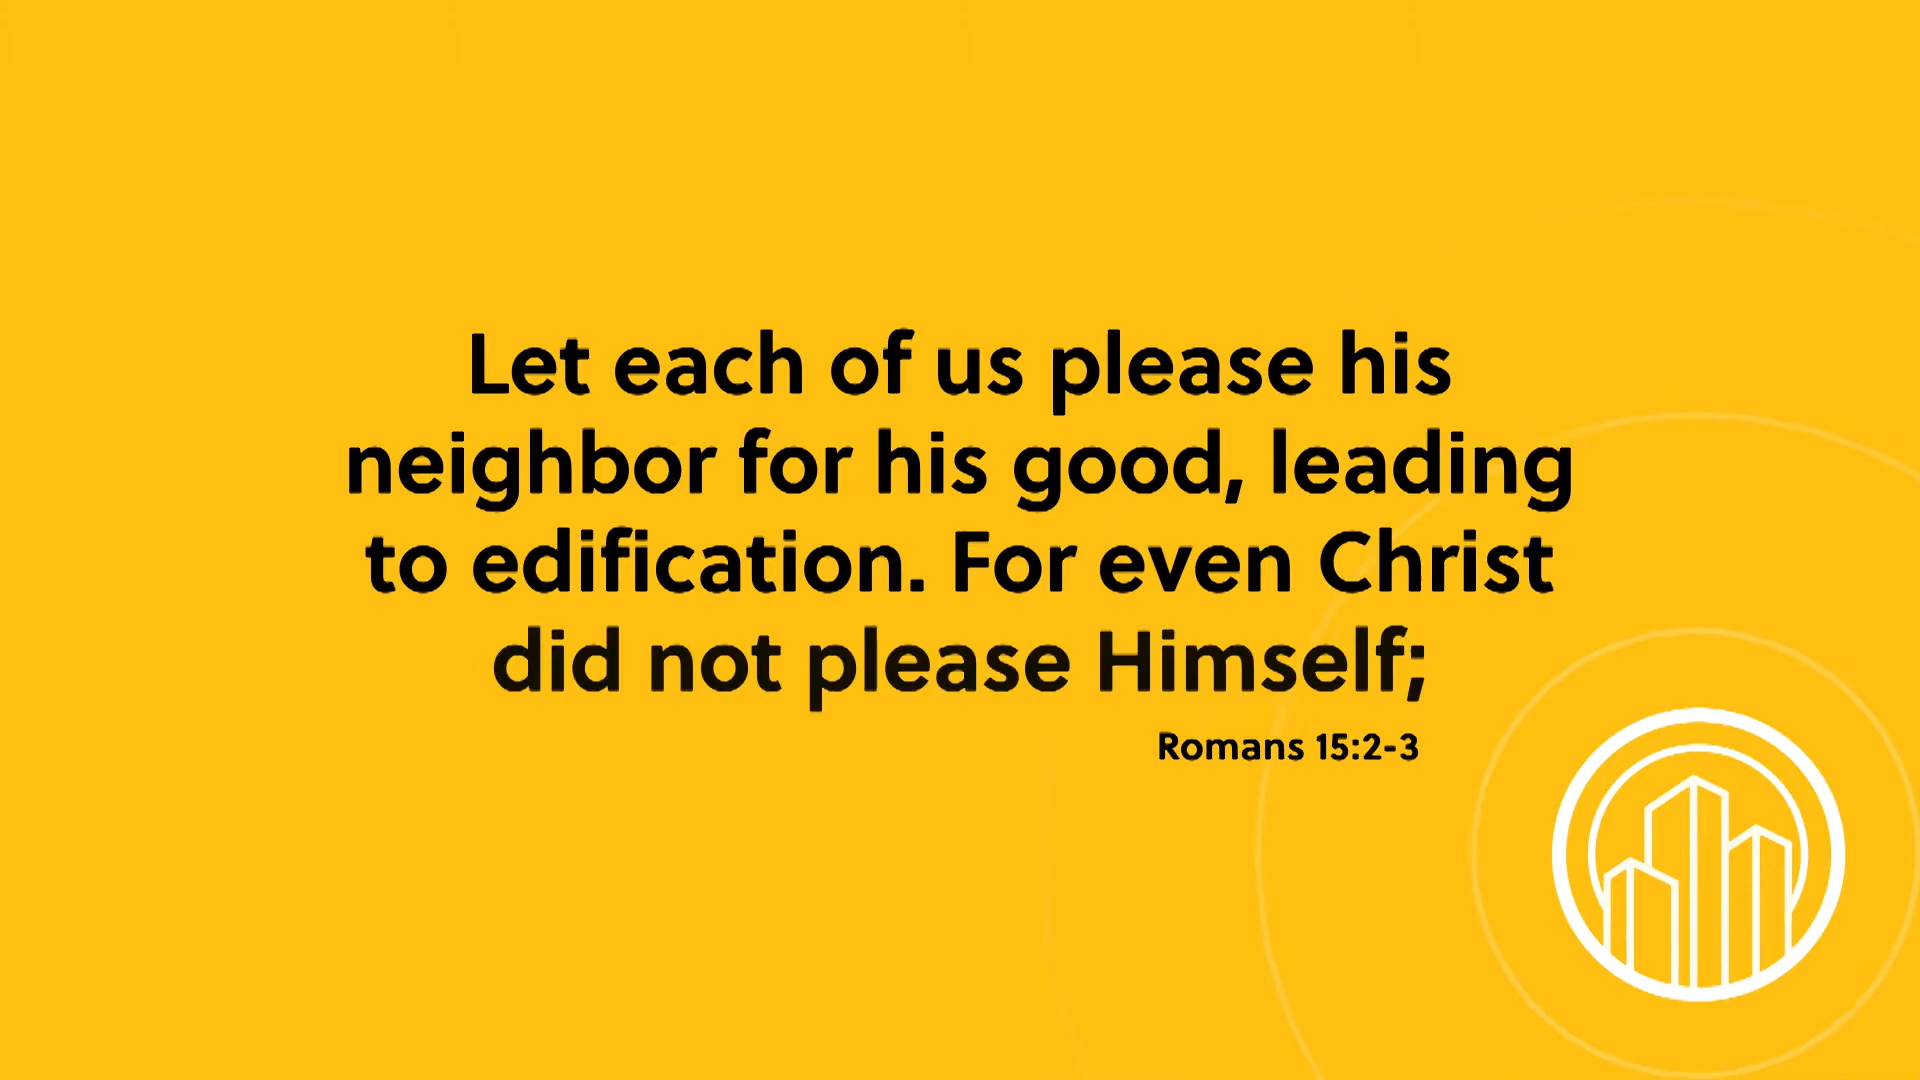 Let each of us please his
neighbor for his good, leading
to edification. For even Christ
did not please Himself;
Romans 15:2-3